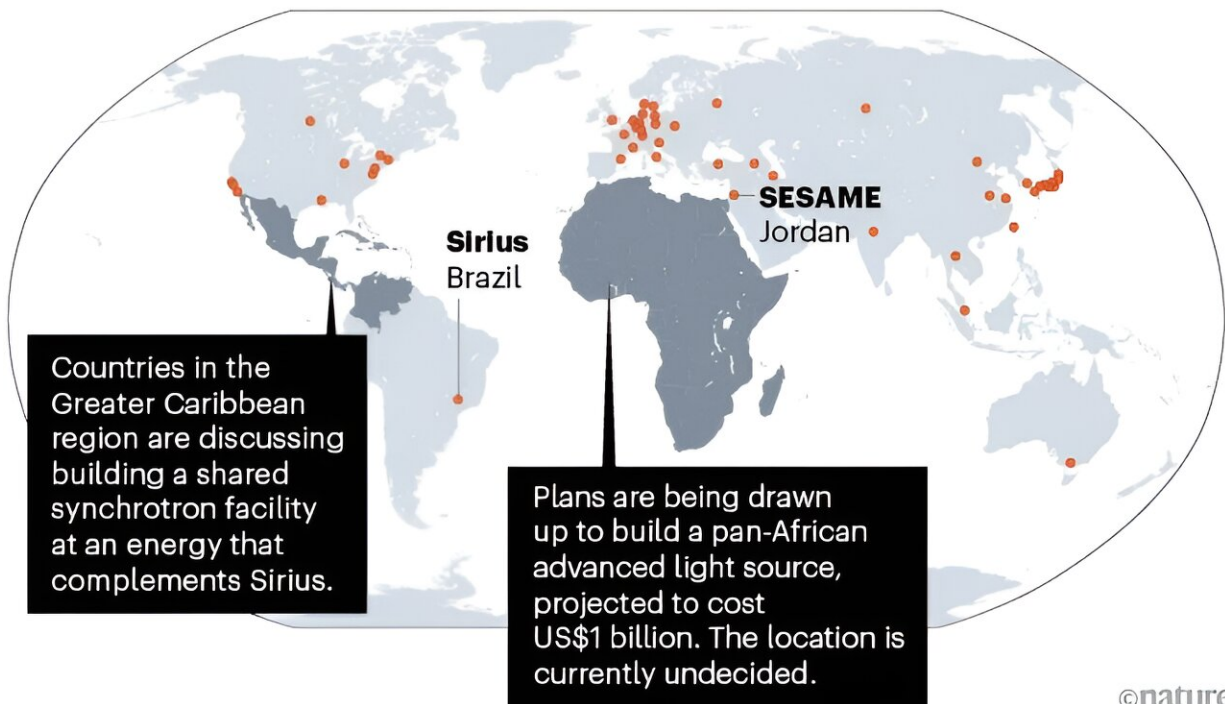 SESAME
Jordan
Sirius
Brazil
Countries in the
Greater Caribbean
region are discussing
building a shared
synchrotron facility
at an energy that
complements Sirius.
Plans are being drawn
up to build a pan-African
advanced light source,
projected to cost
US$1 billion. The location is
currently undecided.
©nature